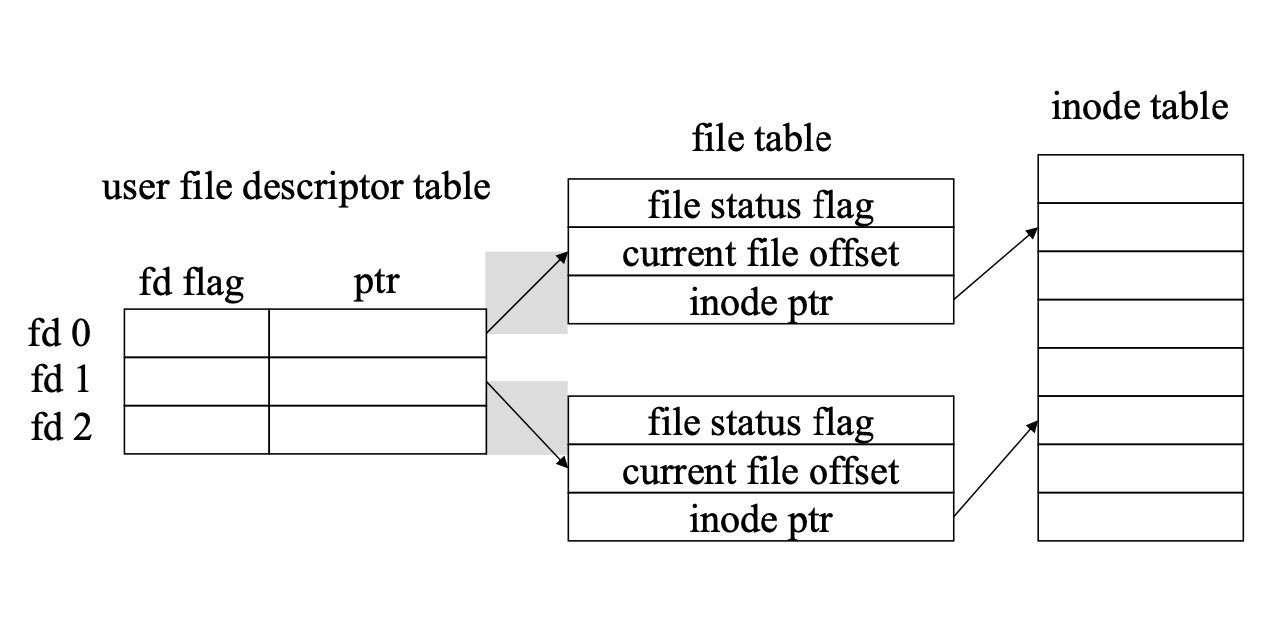 inode table
file table
user file descriptor table
file status flag
current file offset
inode ptr
fd flag ptr
fd 0
fd 1
fd 2
file status flag
current file offset
inode ptr